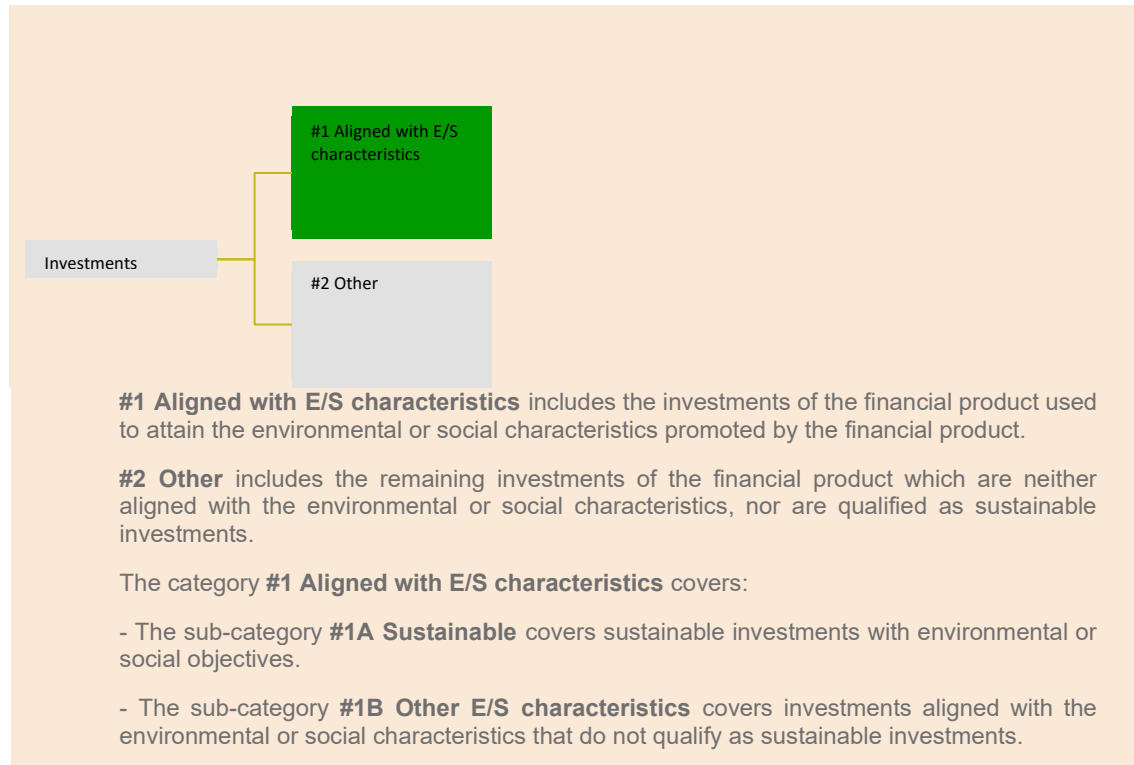 #1 Aligned with E/S
characteristics
Investments
#2 Other
#1 Aligned with E/S characteristics includes the investments of the financial product used
to attain the environmental or social characteristics promoted by the financial product.
#2 Other includes the remaining investments of the financial product which are neither
aligned with the environmental or social characteristics, nor are qualified as sustainable
investments.
The category #1 Aligned with E/S characteristics covers:
- The sub-category #1A Sustainable covers sustainable investments with environmental or
social objectives.
- The sub-category #1B Other E/S characteristics covers investments aligned with the
environmental or social characteristics that do not qualify as sustainable investments.